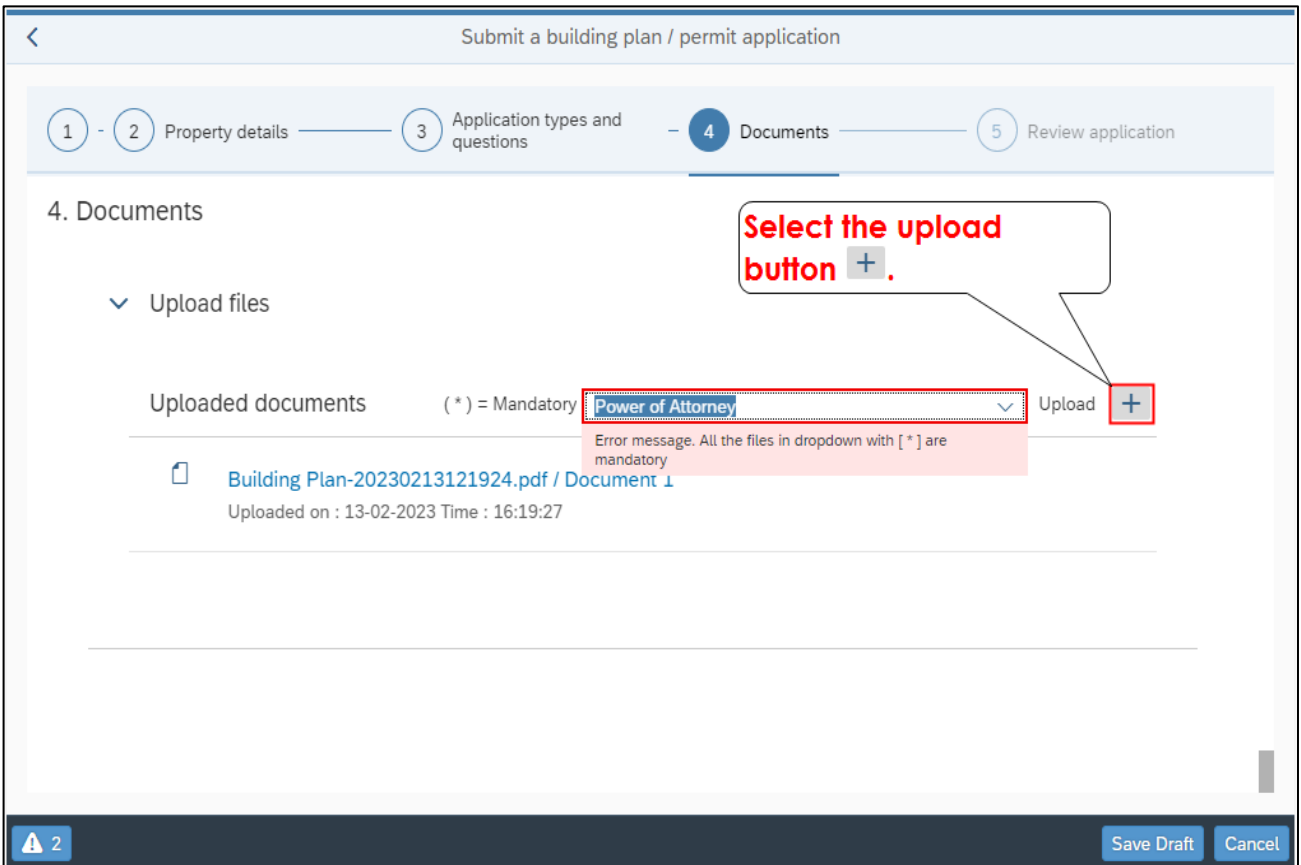 Submit a building plan / permit application
1 - 2 Property details 3 Application types and
questions - 4 Documents 5 Review application
4. Documents
Select the upload
button + .
Upload files
Uploaded documents ( * ) = Mandatory Power of Attorney Upload +
Error message. All the files in dropdown with [ * ] are
mandatory
Building Plan-20230213121924.pdf / Document 1
Uploaded on : 13-02-2023 Time : 16:19:27
2 Save Draft Cancel